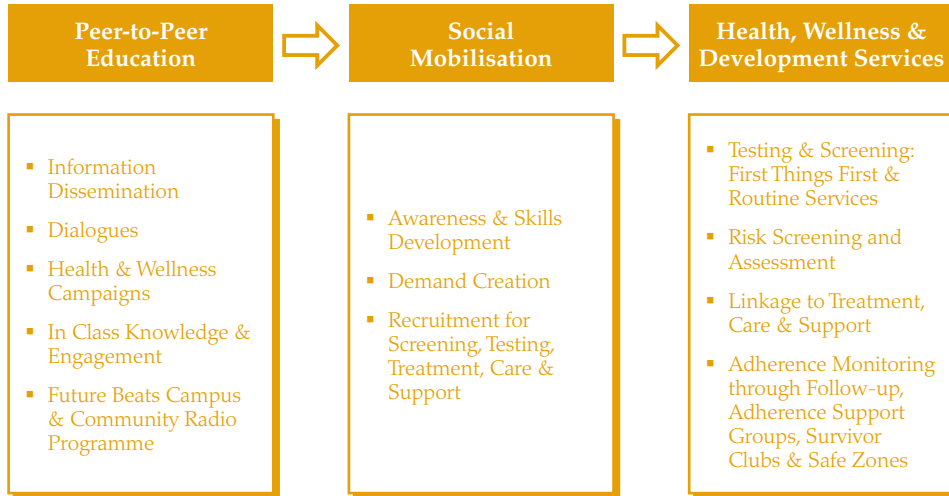 Peer-to-Peer
Education
Social
Mobilisation
Health, Wellness &
Development Services
▪ Information
Dissemination
▪ Dialogues
▪ Health & Wellness
Campaigns
▪ In Class Knowledge &
Engagement
▪ Future Beats Campus
& Community Radio
Programme
▪ Awareness & Skills
Development
▪ Demand Creation
▪ Recruitment for
Screening, Testing,
Treatment, Care &
Support
▪ Testing & Screening:
First Things First &
Routine Services
▪ Risk Screening and
Assessment
▪ Linkage to Treatment,
Care & Support
▪ Adherence Monitoring
through Follow-up,
Adherence Support
Groups, Survivor
Clubs & Safe Zones